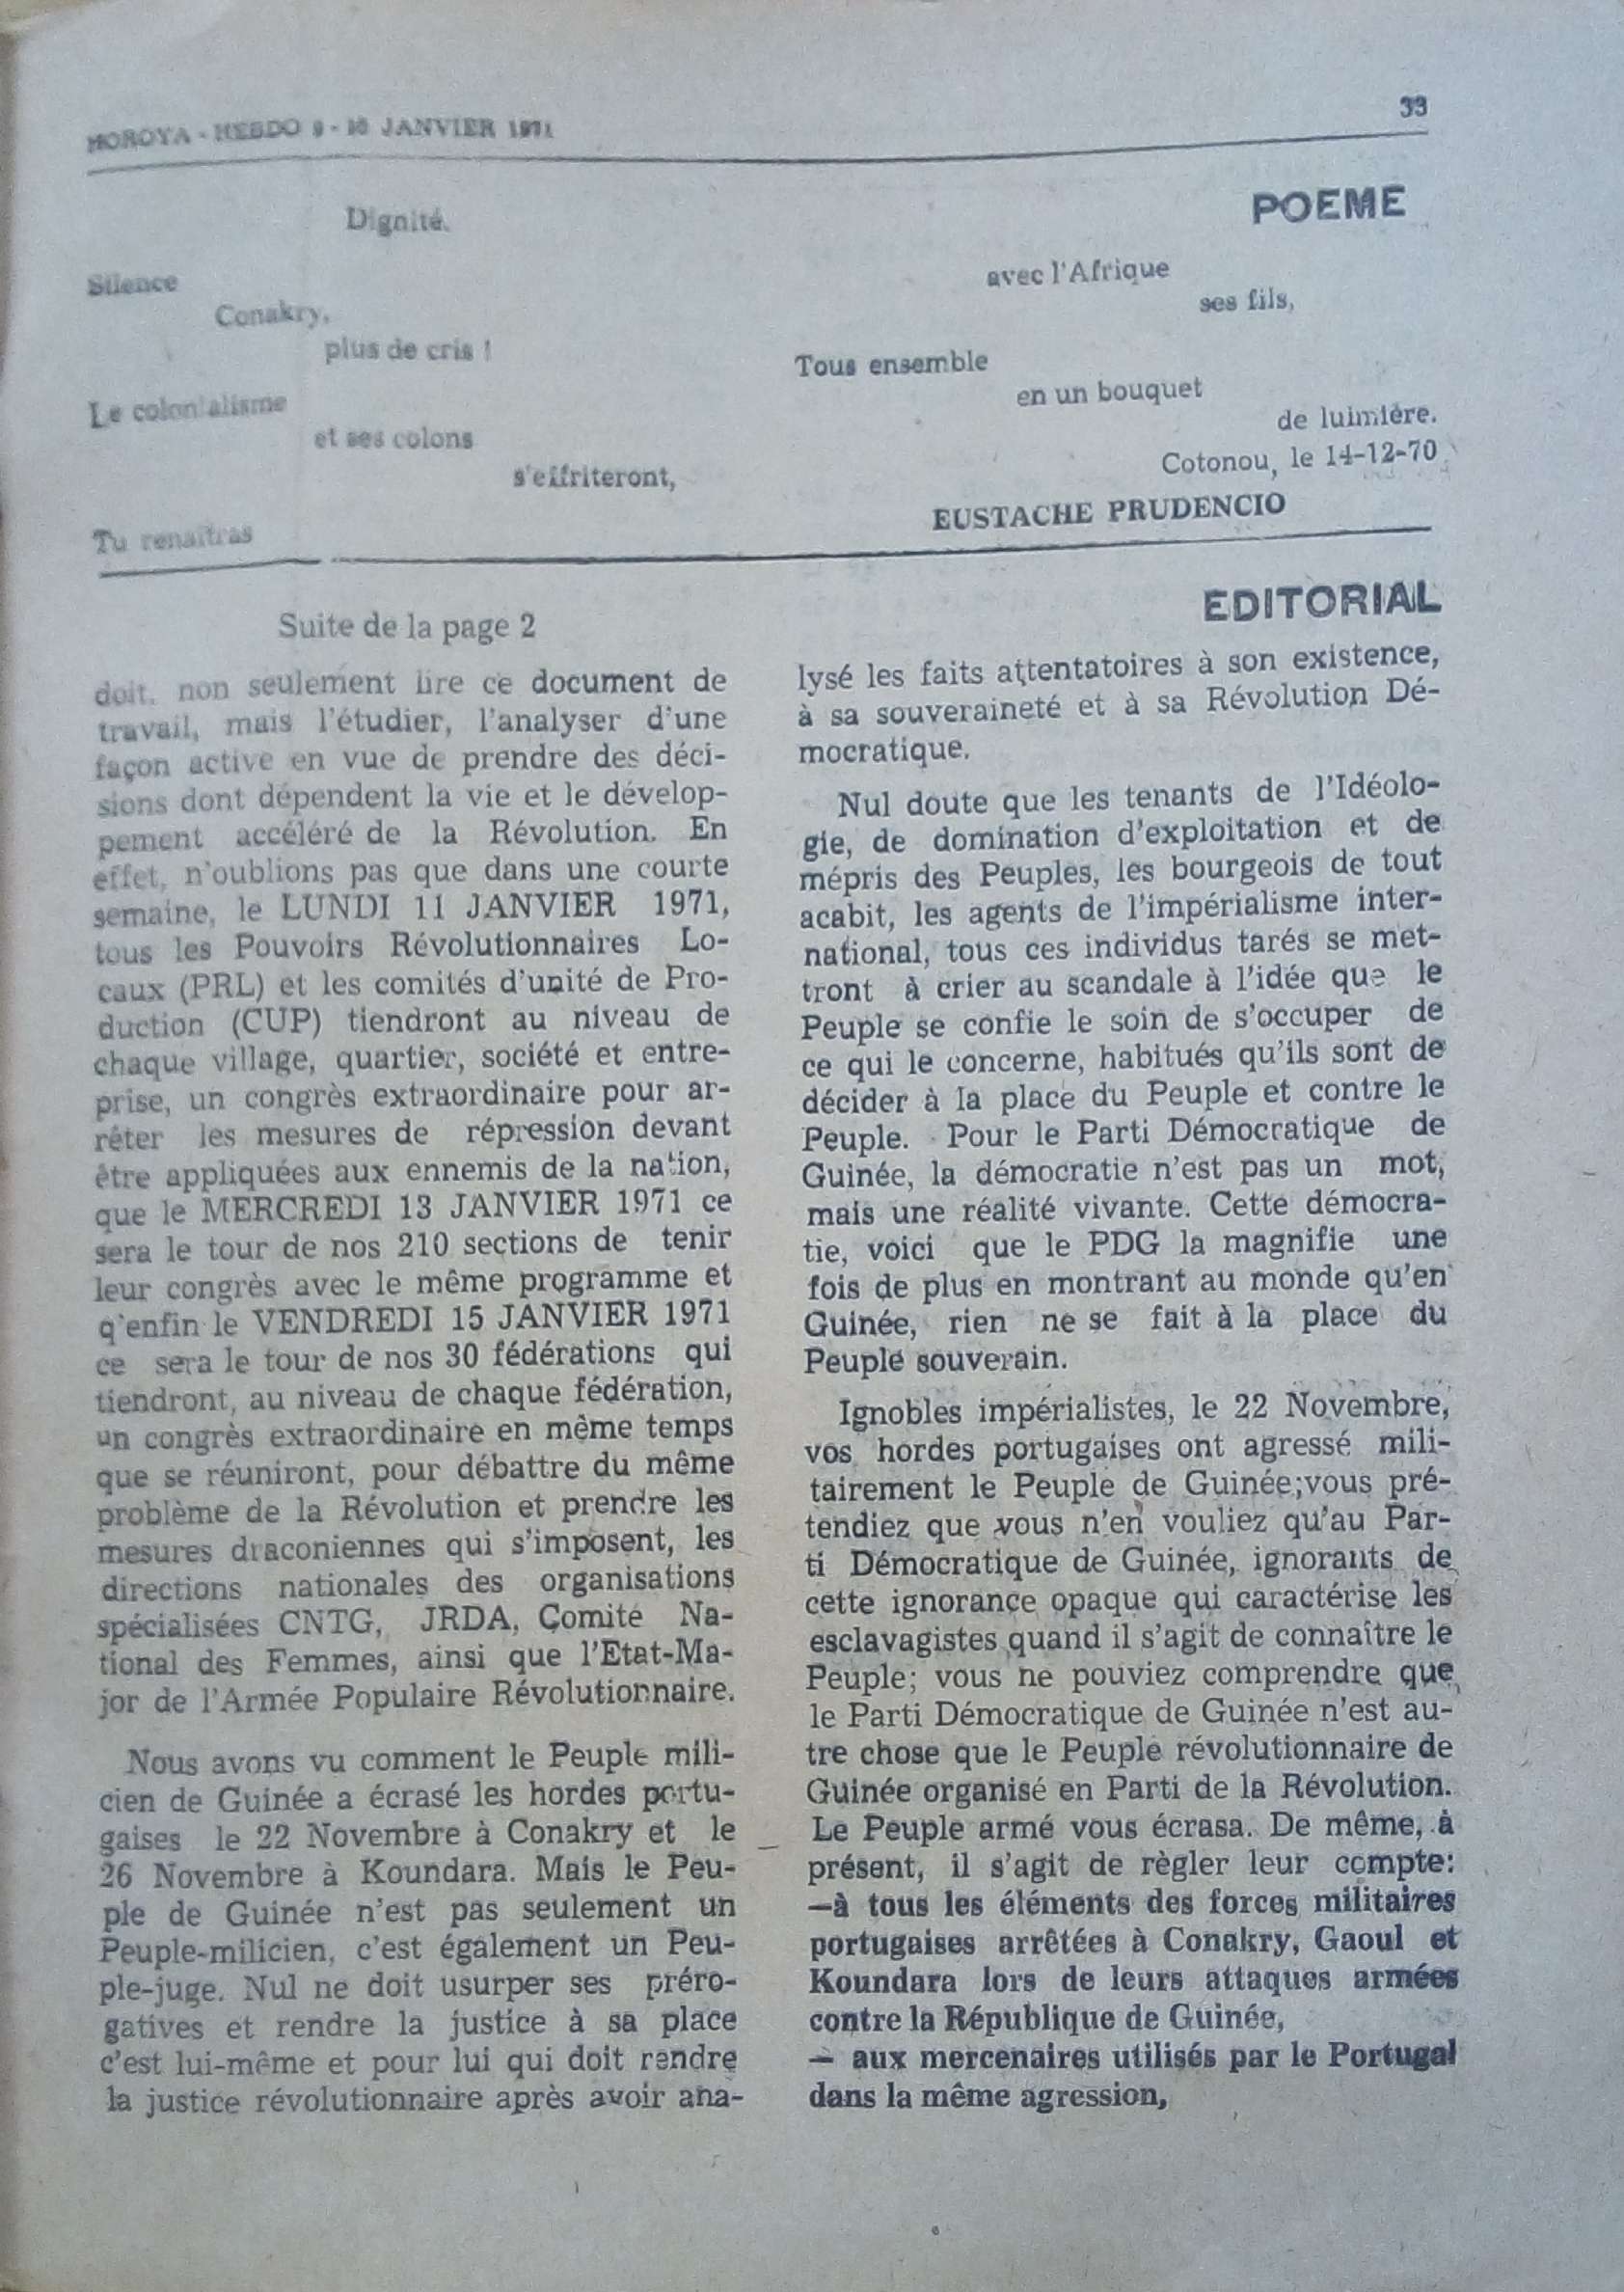 HOROYA - HEBDO 9 - 16 JANVIER 1971
33
POEME
Dignité.
Silence
Conakry,
plus de cris !
Le colonialisme
et ses colons
s'effriteront,
Tu renaîtras
avec l'Afrique
ses fils,
Tous ensemble
en un bouquet
de luimiére.
Cotonou, le 14-12-70
EUSTACHE PRUDENCIO
EDITORIAL
Suite de la page 2
doit, non seulement lire ce document de
travail, mais l'étudier, l'analyser d'une
façon active en vue de prendre des déci-
sions dont dépendent la vie et le dévelop-
pement accéléré de la Révolution. En
effet, n'oublions pas que dans une courte
semaine, le LUNDI 11 JANVIER 1971,
tous les Pouvoirs Révolutionnaires Lo-
caux (PRL) et les comités d'unité de Pro-
duction (CUP) tiendront au niveau de
chaque village, quartier, société et entre-
prise, un congrès extraordinaire pour ar-
rêter les mesures de répression devant
être appliquées aux ennemis de la nation,
que le MERCREDI 13 JANVIER 1971 ce
sera le tour de nos 210 sections de tenir
leur congrès avec le même programme et
q'enfin le VENDREDI 15 JANVIER 1971
ce sera le tour de nos 30 fédérations qui
tiendront, au niveau de chaque fédération,
un congrès extraordinaire en même temps
que se réuniront, pour débattre du même
problème de la Révolution et prendre les
mesures draconiennes qui s'imposent, les
directions nationales des organisations
spécialisées CNTG, JRDA, Comité Na-
tional des Femmes, ainsi que l'Etat-Ma-
jor de l'Armée Populaire Révolutionnaire.
Nous avons vu comment le Peuple mili-
cien de Guinée a écrasé les hordes portu-
gaises le 22 Novembre à Conakry et le
26 Novembre à Koundara. Mais le Peu-
ple de Guinée n'est pas seulement un
Peuple-milicien, c'est également un Peu-
ple-juge. Nul ne doit usurper ses préro-
gatives et rendre la justice à sa place
c'est lui-même et pour lui qui doit rendre
la justice révolutionnaire après avoir ana-
lysé les faits attentatoires à son existence,
à sa souveraineté et à sa Révolution Dé-
mocratique.
Nul doute que les tenants de l'Idéolo-
gie, de domination d'exploitation et de
mépris des Peuples, les bourgeois de tout
acabit, les agents de l'impérialisme inter-
national, tous ces individus tarés se met-
tront à crier au scandale à l'idée que le
Peuple se confie le soin de s'occuper de
ce qui le concerne, habitués qu'ils sont de
décider à la place du Peuple et contre le
Peuple. Pour le Parti Démocratique de
Guinée, la démocratie n'est pas un mot,
mais une réalité vivante. Cette démocra-
tie, voici que le PDG la magnifie une
fois de plus en montrant au monde qu'en
Guinée, rien ne se fait à la place du
Peuple souverain.
Ignobles impérialistes, le 22 Novembre,
vos hordes portugaises ont agressé mili-
tairement le Peuple de Guinée;vous pré-
tendiez que vous n'en vouliez qu'au Par-
ti Démocratique de Guinée, ignorants de
cette ignorance opaque qui caractérise les
esclavagistes quand il s'agit de connaître le
Peuple; vous ne pouviez comprendre que
le Parti Démocratique de Guinée n'est au-
tre chose que le Peuple révolutionnaire de
Guinée organisé en Parti de la Révolution.
Le Peuple armé vous écrasa. De même, à
présent, il s'agit de règler leur compte:
—à tous les éléments des forces militaires
portugaises arrêtées à Conakry, Gaoul et
Koundara lors de leurs attaques armées
contre la République de Guinée,
— aux mercenaires utilisés par le Portugal
dans la même agression,